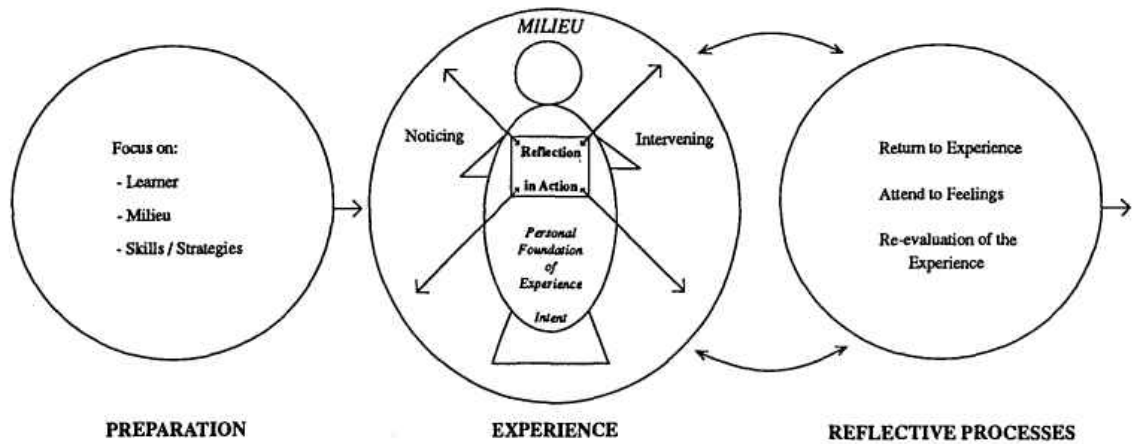 Focus on:
- Learner
- Milieu
- Skills / Strategies
PREPARATION
MILIEU
Noticing
Intervening
Reflection
in Action
Personal
Foundation
of
Experience
Intent
EXPERIENCE
Return to Experience
Attend to Feelings
Re-evaluation of the
Experience
REFLECTIVE PROCESSES